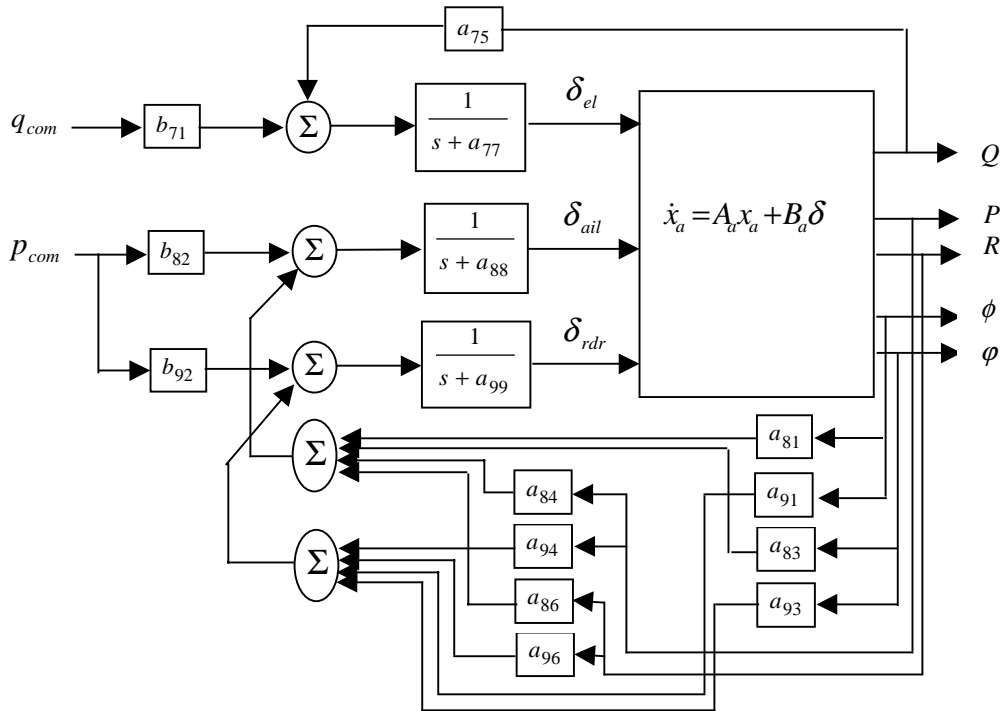 a_75
q_com
b_71
Σ
1 / (s + a_77)
δ_el
Q
ẋ_a = A_a x_a + B_a δ
p_com
b_82
Σ
1 / (s + a_88)
δ_ail
P
R
b_92
Σ
1 / (s + a_99)
δ_rdr
ϕ
φ
Σ
a_81
a_84
a_91
Σ
a_94
a_83
a_86
a_93
a_96